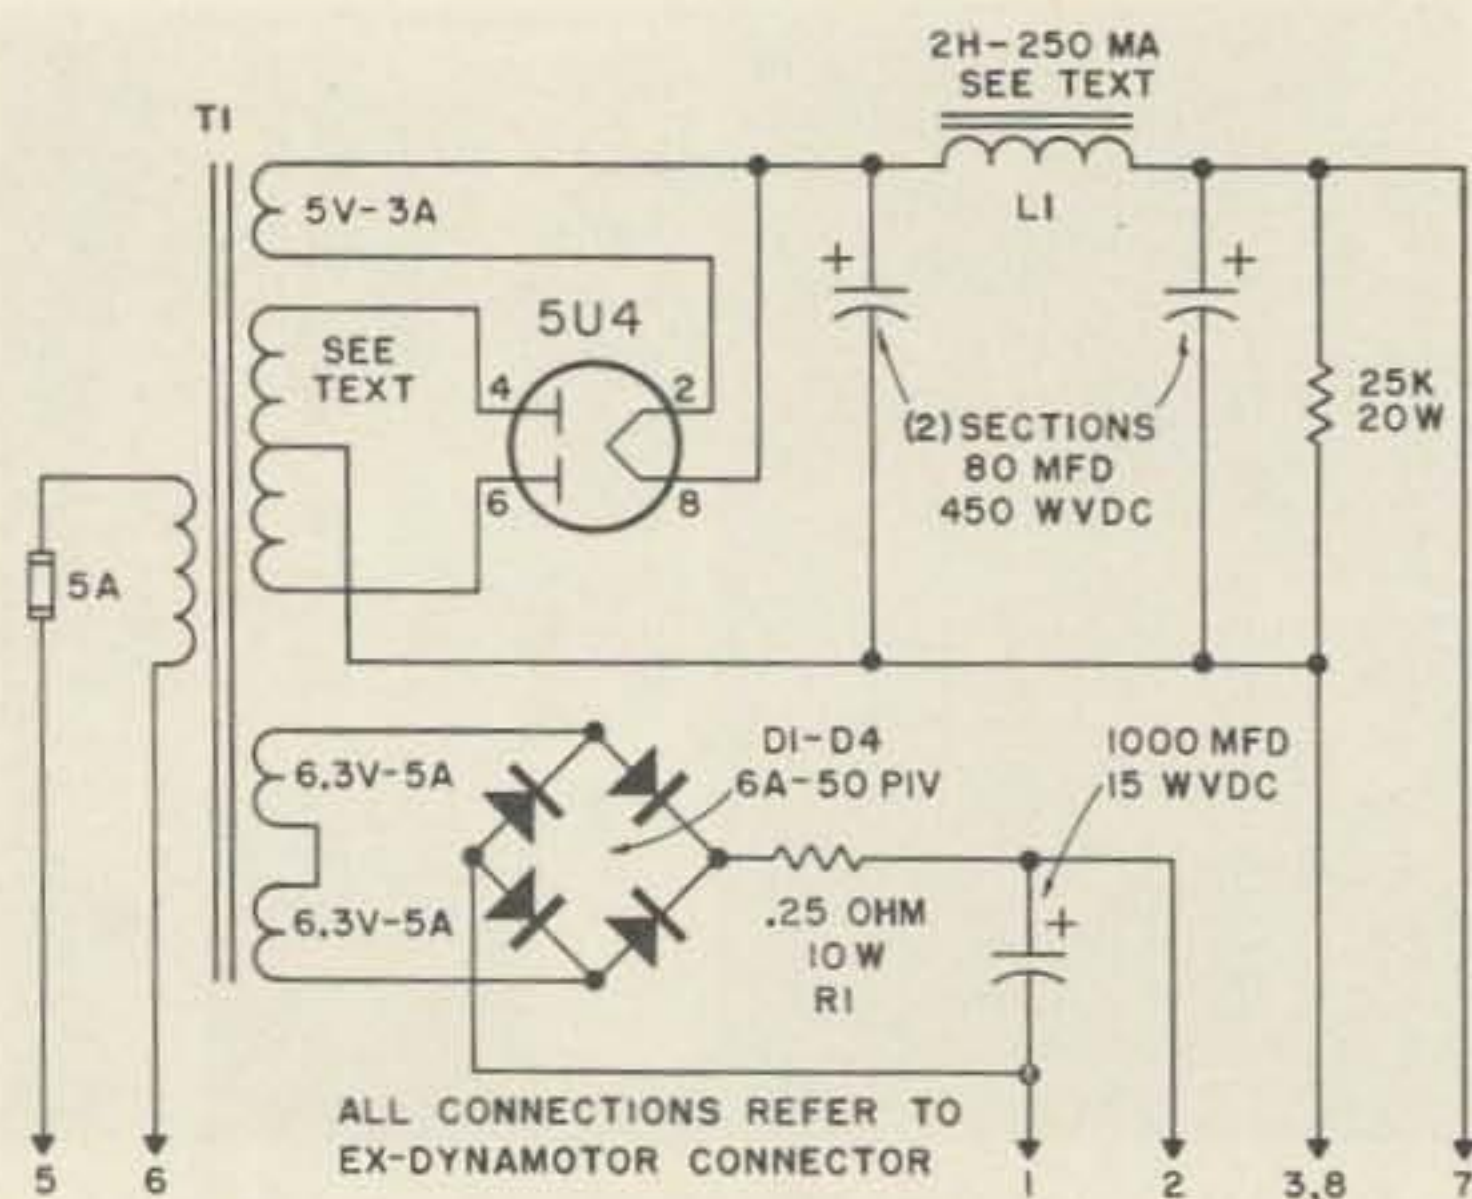 2H-250 MA
SEE TEXT
T1
5V-3A
L1
+
+
5U4
SEE
TEXT
4
2
25K
20W
(2) SECTIONS
80 MFD
450 WVDC
6
8
5A
D1-D4
6A-50 PIV
1000 MFD
15 WVDC
6.3V-5A
6.3V-5A
.25 OHM
10W
R1
+
ALL CONNECTIONS REFER TO
EX-DYNAMOTOR CONNECTOR
5
6
1
2
3,8
7